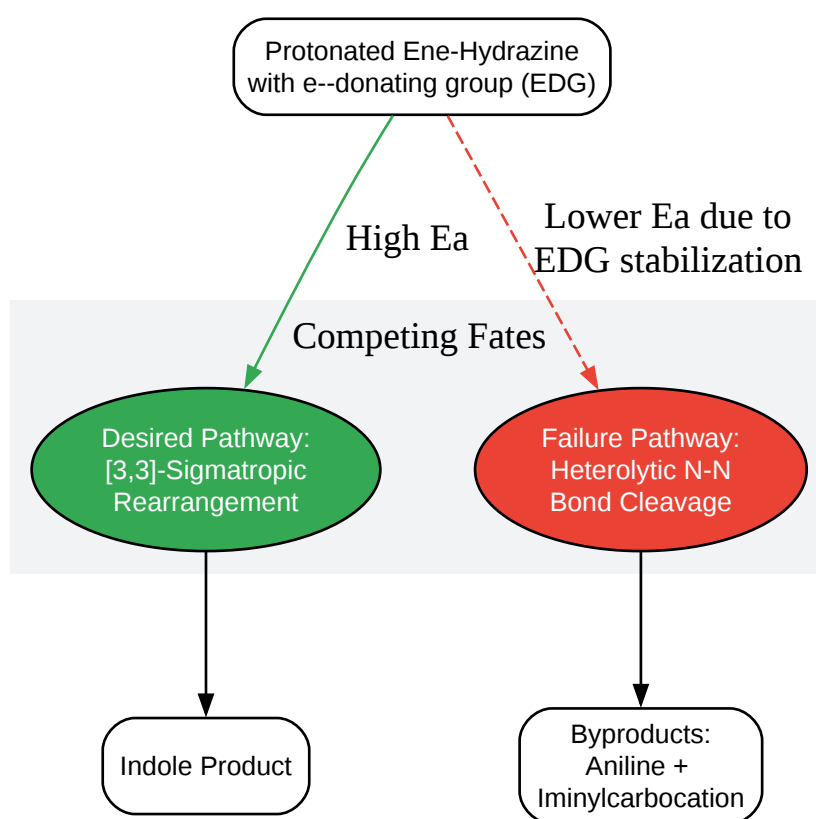 Protonated Ene-Hydrazine
with e--donating group (EDG)
High Ea
Lower Ea due to
EDG stabilization
Competing Fates
Desired Pathway:
[3,3]-Sigmatropic
Rearrangement
Failure Pathway:
Heterolytic N-N
Bond Cleavage
Indole Product
Byproducts:
Aniline +
Iminylcarbocation